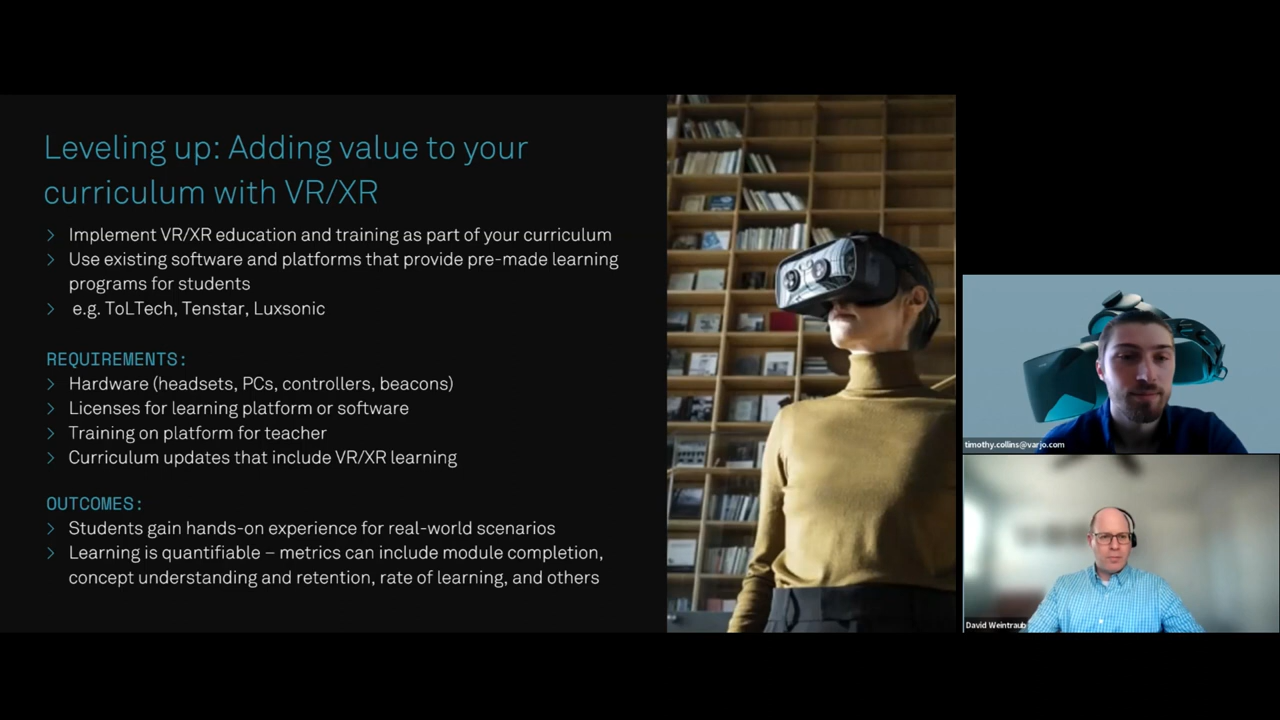 Leveling up: Adding value to your
curriculum with VR/XR
> Implement VR/XR education and training as part of your curriculum
> Use existing software and platforms that provide pre-made learning
programs for students
> e.g. ToLTech, Tenstar, Luxsonic
REQUIREMENTS:
> Hardware (headsets, PCs, controllers, beacons)
> Licenses for learning platform or software
> Training on platform for teacher
> Curriculum updates that include VR/XR learning
OUTCOMES:
> Students gain hands-on experience for real-world scenarios
> Learning is quantifiable – metrics can include module completion,
concept understanding and retention, rate of learning, and others
timothy.collins@varjo.com
David Weintraub